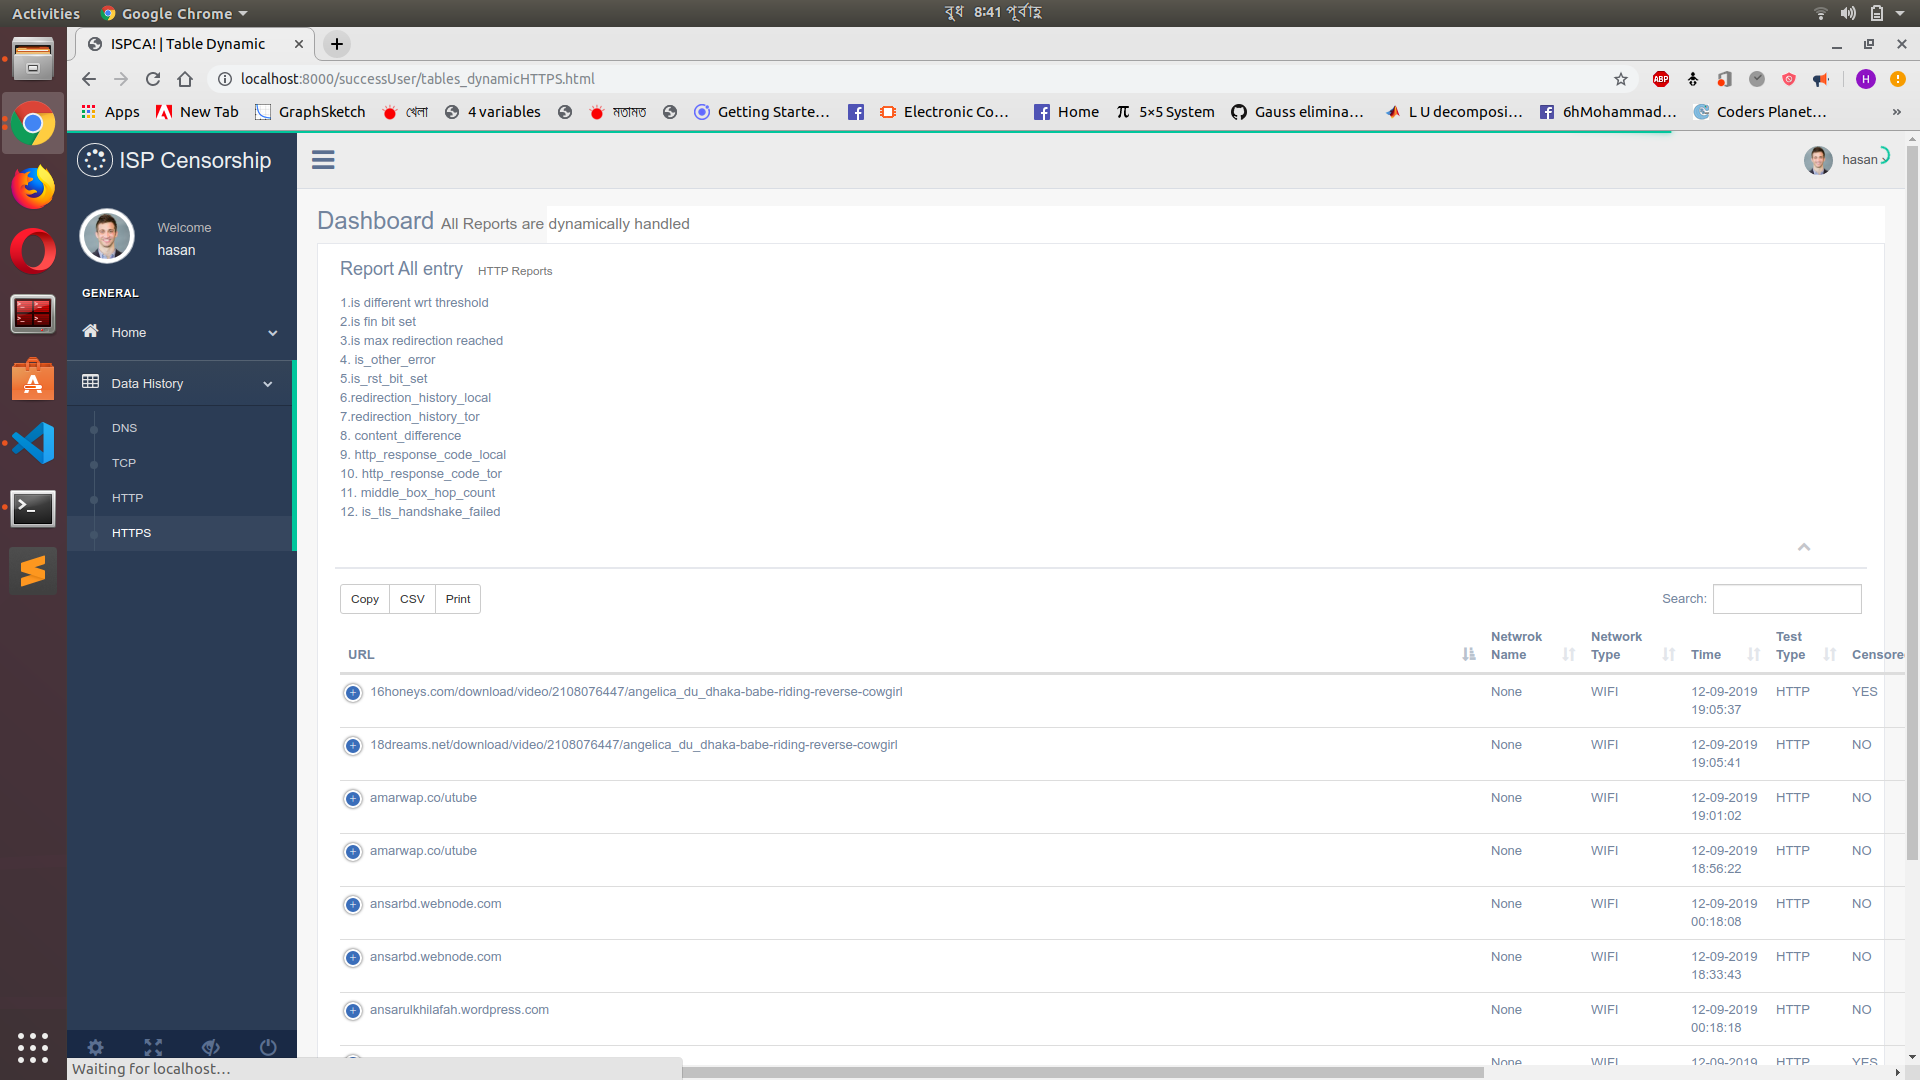 Activities Google Chrome বুধ 8:41 পূর্বাহ্ণ
ISPCA! | Table Dynamic
localhost:8000/successUser/tables_dynamicHTTPS.html ABP H
Apps New Tab GraphSketch খেলা 4 variables মতামত Getting Starte... Electronic Co... Home 5×5 System Gauss elimina... L U decomposi... 6hMohammad... Coders Planet... »
ISP Censorship
hasan
Welcome
hasan
GENERAL
Home
Data History
DNS
TCP
HTTP
HTTPS
Dashboard All Reports are dynamically handled
Report All entry HTTP Reports
1.is different wrt threshold
2.is fin bit set
3.is max redirection reached
4. is_other_error
5.is_rst_bit_set
6.redirection_history_local
7.redirection_history_tor
8. content_difference
9. http_response_code_local
10. http_response_code_tor
11. middle_box_hop_count
12. is_tls_handshake_failed
Copy CSV Print Search:
URL Netwrok Name Network Type Time Test Type Censore
16honeys.com/download/video/2108076447/angelica_du_dhaka-babe-riding-reverse-cowgirl None WIFI 12-09-2019 HTTP YES
19:05:37
18dreams.net/download/video/2108076447/angelica_du_dhaka-babe-riding-reverse-cowgirl None WIFI 12-09-2019 HTTP NO
19:05:41
amarwap.co/utube None WIFI 12-09-2019 HTTP NO
19:01:02
amarwap.co/utube None WIFI 12-09-2019 HTTP NO
18:56:22
ansarbd.webnode.com None WIFI 12-09-2019 HTTP NO
00:18:08
ansarbd.webnode.com None WIFI 12-09-2019 HTTP NO
18:33:43
ansarulkhilafah.wordpress.com None WIFI 12-09-2019 HTTP NO
00:18:18
None WIFI 12-09-2019 HTTP YES
Waiting for localhost...